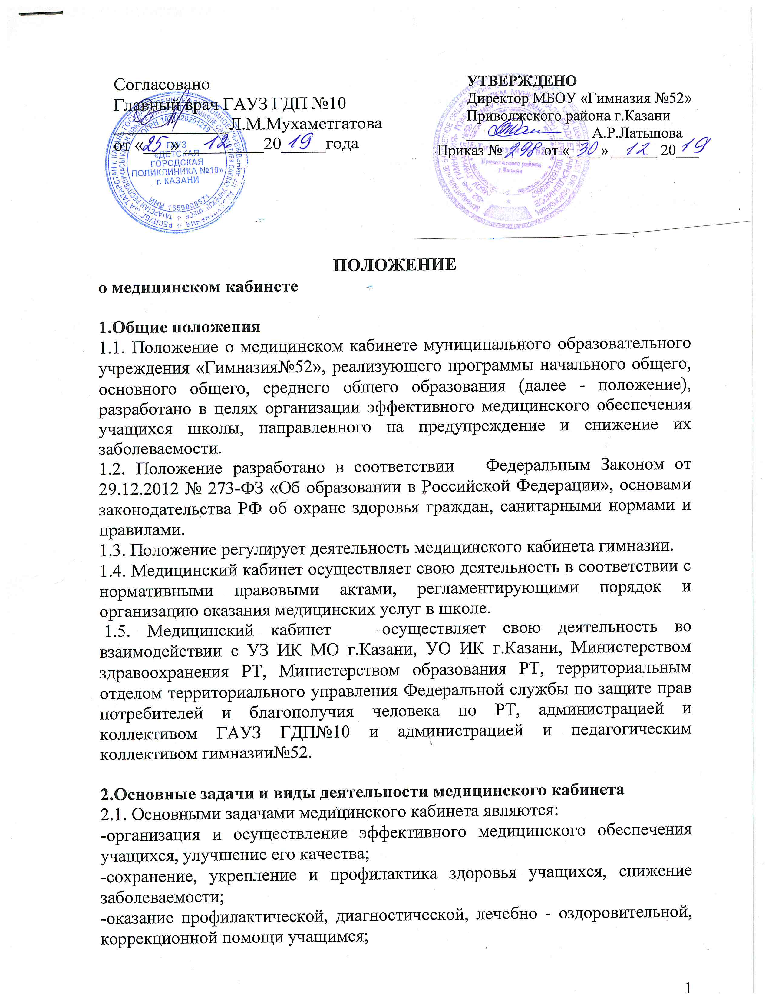 Согласовано
Главный врач ГАУЗ ГДП №10
Л.М.Мухаметгатова
от «25» 12 2019 года
ГАУЗ
«ДЕТСКАЯ
ГОРОДСКАЯ
ПОЛИКЛИНИКА №10»
г. КАЗАНИ
ИНН 1659008571
УТВЕРЖДЕНО
Директор МБОУ «Гимназия №52»
Приволжского района г.Казани
А.Р.Латыпова
Приказ № 298 от «30» 12 2019
Приволжского района
г.Казани
ПОЛОЖЕНИЕ
о медицинском кабинете
1.Общие положения
1.1. Положение о медицинском кабинете муниципального образовательного
учреждения «Гимназия№52», реализующего программы начального общего,
основного общего, среднего общего образования (далее - положение),
разработано в целях организации эффективного медицинского обеспечения
учащихся школы, направленного на предупреждение и снижение их
заболеваемости.
1.2. Положение разработано в соответствии Федеральным Законом от
29.12.2012 № 273-ФЗ «Об образовании в Российской Федерации», основами
законодательства РФ об охране здоровья граждан, санитарными нормами и
правилами.
1.3. Положение регулирует деятельность медицинского кабинета гимназии.
1.4. Медицинский кабинет осуществляет свою деятельность в соответствии с
нормативными правовыми актами, регламентирующими порядок и
организацию оказания медицинских услуг в школе.
1.5. Медицинский кабинет осуществляет свою деятельность во
взаимодействии с УЗ ИК МО г.Казани, УО ИК г.Казани, Министерством
здравоохранения РТ, Министерством образования РТ, территориальным
отделом территориального управления Федеральной службы по защите прав
потребителей и благополучия человека по РТ, администрацией и
коллективом ГАУЗ ГДП№10 и администрацией и педагогическим
коллективом гимназии№52.
2.Основные задачи и виды деятельности медицинского кабинета
2.1. Основными задачами медицинского кабинета являются:
-организация и осуществление эффективного медицинского обеспечения
учащихся, улучшение его качества;
-сохранение, укрепление и профилактика здоровья учащихся, снижение
заболеваемости;
-оказание профилактической, диагностической, лечебно - оздоровительной,
коррекционной помощи учащимся;
1